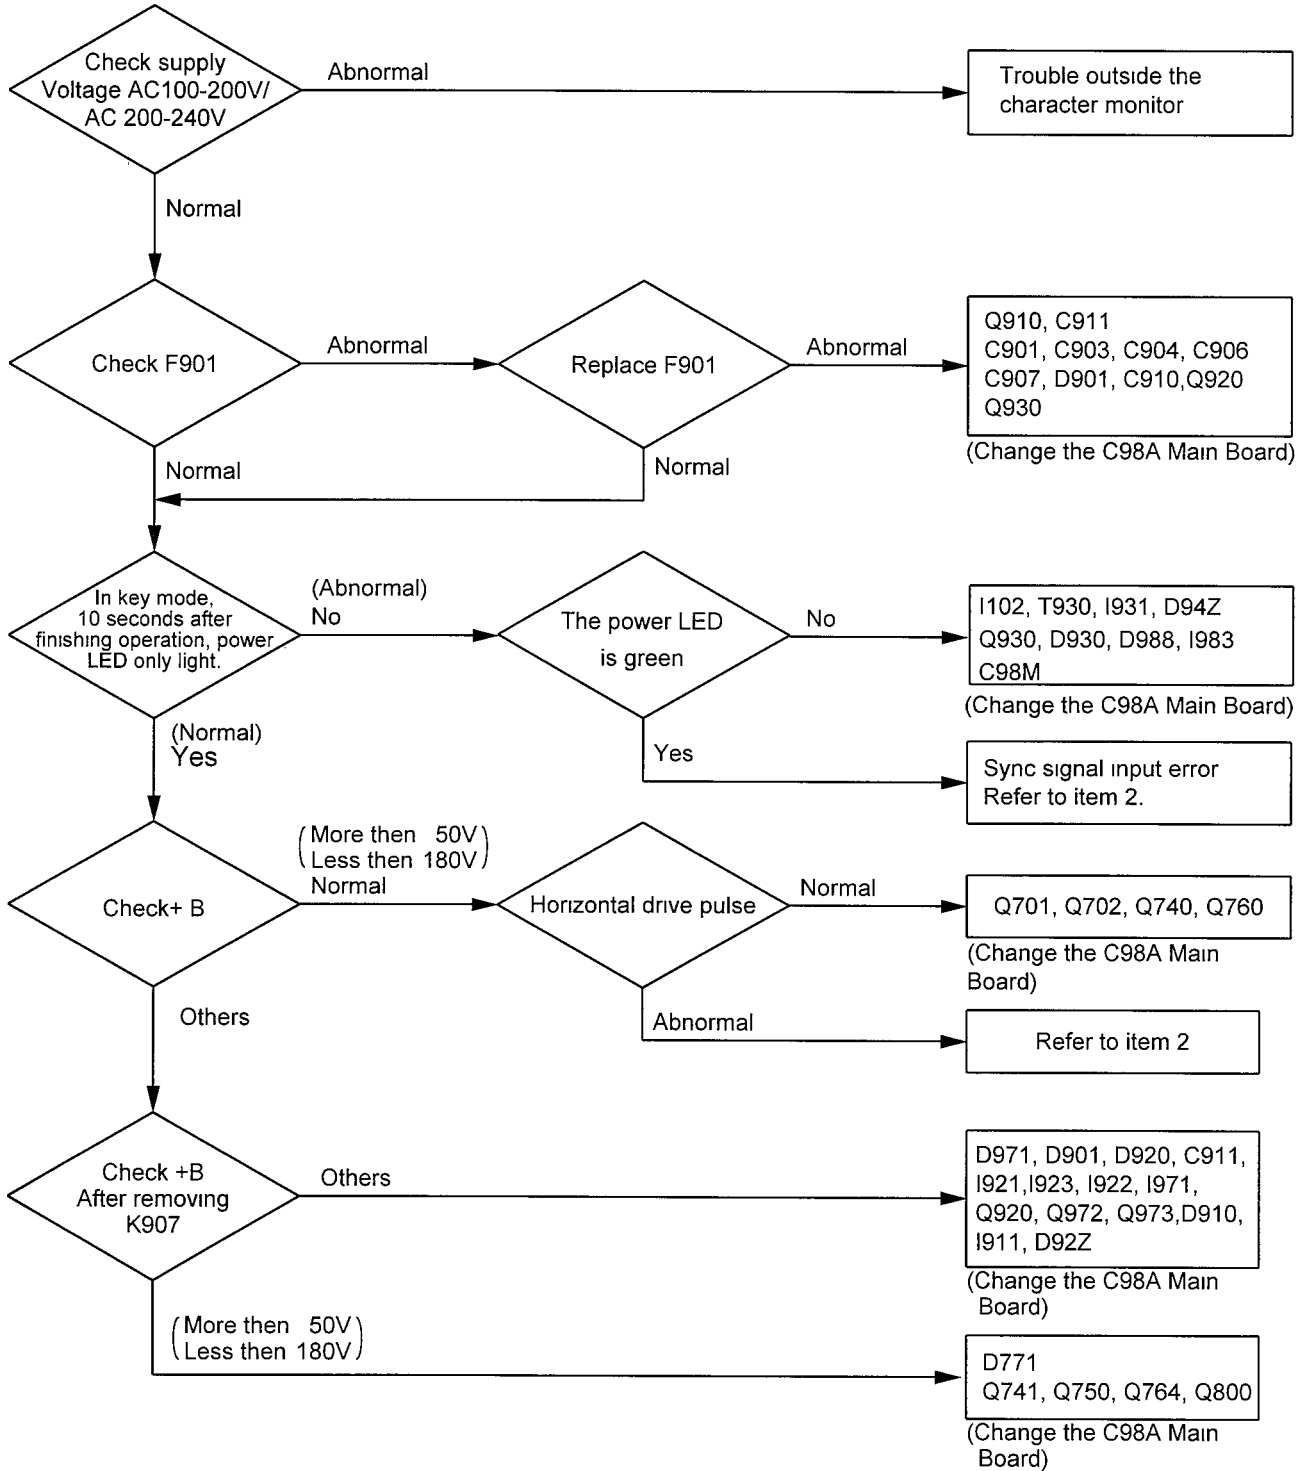 Check supply
Voltage AC100-200V/
AC 200-240V
Abnormal
Trouble outside the
character monitor
Normal
Check F901
Abnormal
Replace F901
Abnormal
Q910, C911
C901, C903, C904, C906
C907, D901, C910,Q920
Q930
(Change the C98A Main Board)
Normal
Normal
In key mode,
10 seconds after
finishing operation, power
LED only light.
(Abnormal)
No
The power LED
is green
No
I102, T930, I931, D94Z
Q930, D930, D988, I983
C98M
(Change the C98A Main Board)
(Normal)
Yes
Yes
Sync signal input error
Refer to item 2.
Check+ B
(More then 50V
Less then 180V)
Normal
Horizontal drive pulse
Normal
Q701, Q702, Q740, Q760
(Change the C98A Main
Board)
Others
Abnormal
Refer to item 2
Check +B
After removing
K907
Others
D971, D901, D920, C911,
I921,I923, I922, I971,
Q920, Q972, Q973,D910,
I911, D92Z
(Change the C98A Main
Board)
(More then 50V
Less then 180V)
D771
Q741, Q750, Q764, Q800
(Change the C98A Main
Board)